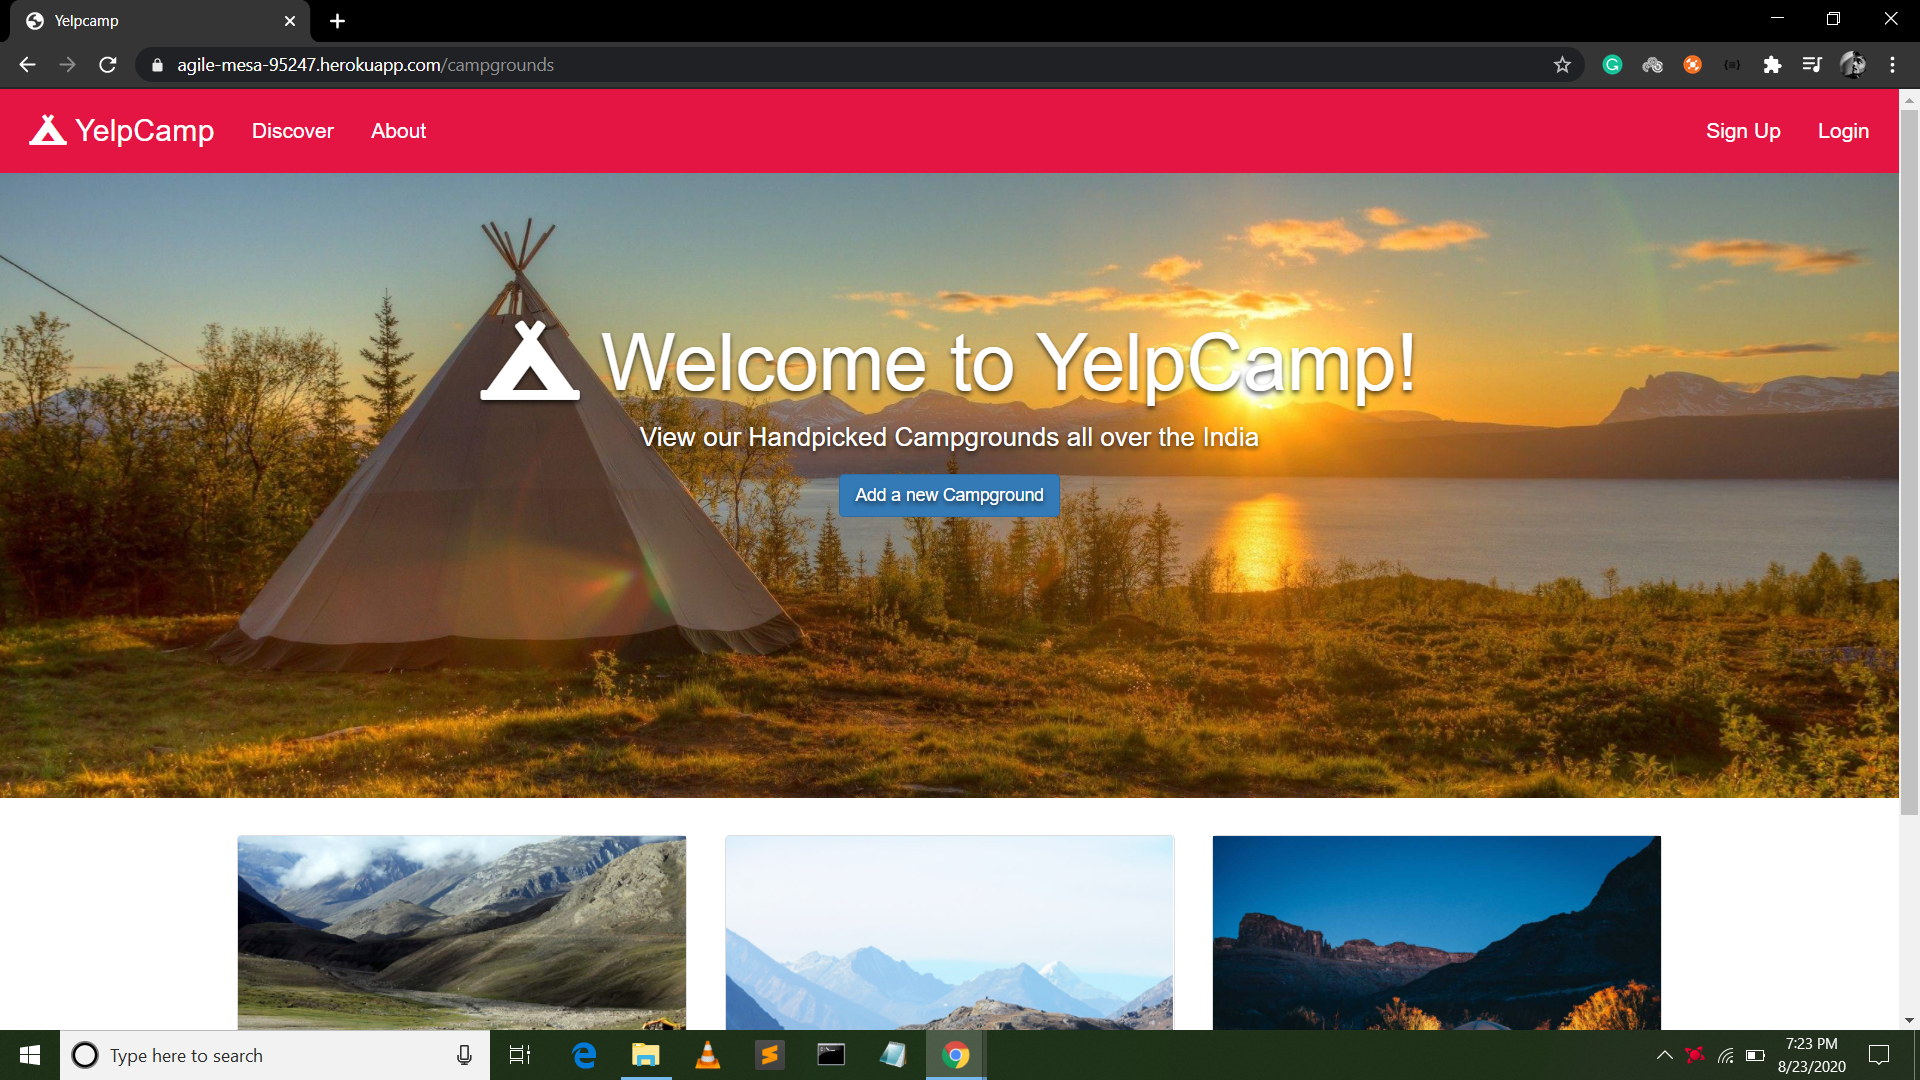 Yelpcamp
agile-mesa-95247.herokuapp.com/campgrounds
YelpCamp
Discover
About
Sign Up
Login
Welcome to YelpCamp!
View our Handpicked Campgrounds all over the India
Add a new Campground
Type here to search
7:23 PM
8/23/2020